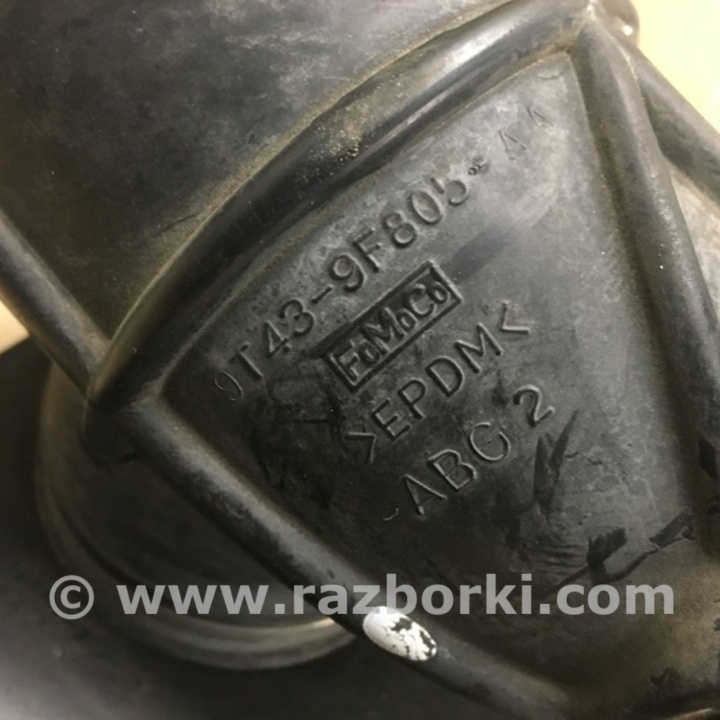 9T43-9F805-AA
FoMoCo
>EPDM<
-ABC 2
© www.razborki.com